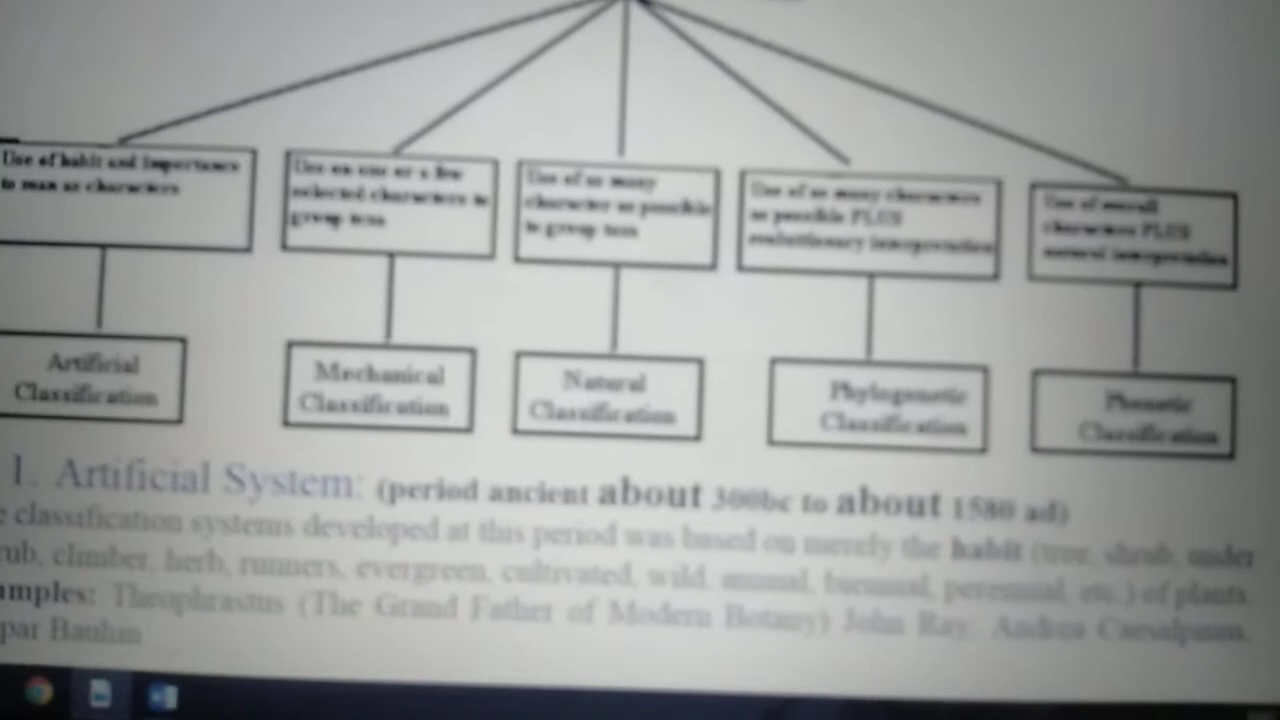 Use of habit and importance
to man as characters
Use on one or a few
selected characters to
group taxa
Use of as many
character as possible
to group taxa
Use of as many characters
as possible PLUS
evolutionary interpretation
Use of overall
characters PLUS
natural interpretation
Artificial
Classification
Mechanical
Classification
Natural
Classification
Phylogenetic
Classification
Phenetic
Classification
1. Artificial System: (period ancient about 300bc to about 1580 ad)
e classification systems developed at this period was based on merely the habit (tree, shrub, under
rub, climber, herb, runners, evergreen, cultivated, wild, annual, biennial, perennial, etc.) of plants.
amples: Theophrastus (The Grand Father of Modern Botany) John Ray, Andrea
par Bauhin